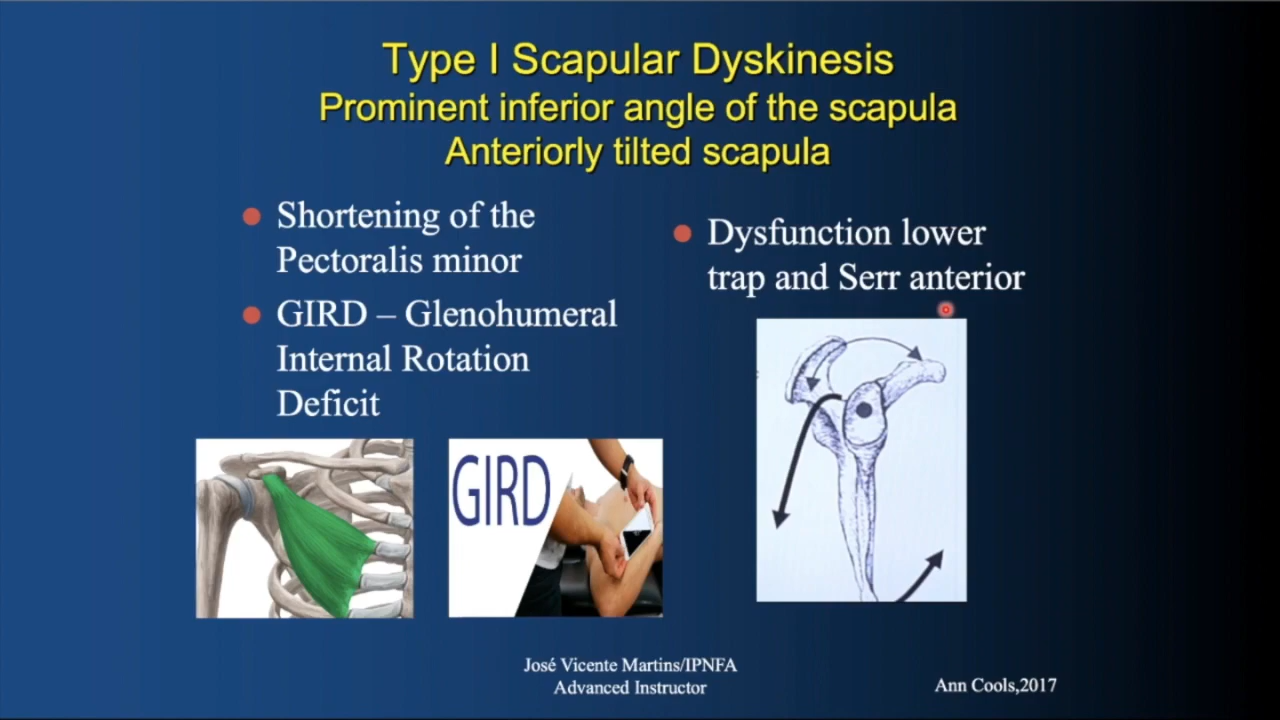 Type I Scapular Dyskinesis
Prominent inferior angle of the scapula
Anteriorly tilted scapula
Shortening of the
Pectoralis minor
GIRD – Glenohumeral
Internal Rotation
Deficit
Dysfunction lower
trap and Serr anterior
GIRD
José Vicente Martins/IPNFA
Advanced Instructor
Ann Cools,2017